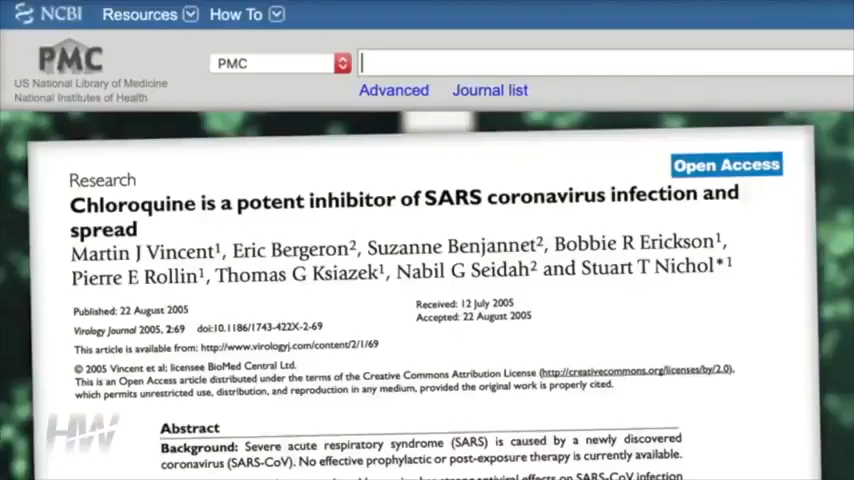 NCBI Resources How To
PMC
US National Library of Medicine
National Institutes of Health
PMC
Advanced Journal list
Open Access
Research
Chloroquine is a potent inhibitor of SARS coronavirus infection and
spread
Martin J Vincent1, Eric Bergeron2, Suzanne Benjannet2, Bobbie R Erickson1,
Pierre E Rollin1, Thomas G Ksiazek1, Nabil G Seidah2 and Stuart T Nichol*1
Published: 22 August 2005
Virology Journal 2005, 2:69 doi:10.1186/1743-422X-2-69
This article is available from: http://www.virologyj.com/content/2/1/69
Received: 12 July 2005
Accepted: 22 August 2005
© 2005 Vincent et al; licensee BioMed Central Ltd.
This is an Open Access article distributed under the terms of the Creative Commons Attribution License (http://creativecommons.org/licenses/by/2.0),
which permits unrestricted use, distribution, and reproduction in any medium, provided the original work is properly cited.
Abstract
Background: Severe acute respiratory syndrome (SARS) is caused by a newly discovered
coronavirus (SARS-CoV). No effective prophylactic or post-exposure therapy is currently available.
strong antiviral effects on SARS-CoV infection
HW